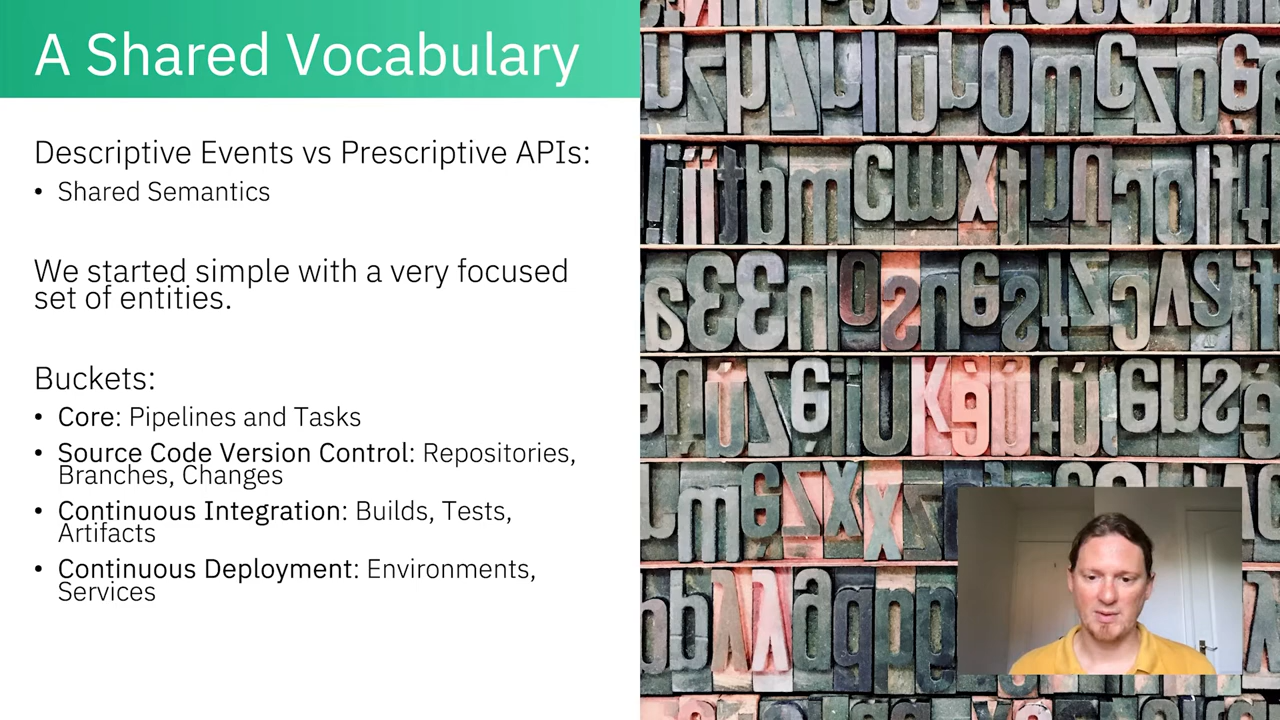 A Shared Vocabulary
Descriptive Events vs Prescriptive APIs:
• Shared Semantics
We started simple with a very focused
set of entities.
Buckets:
• Core: Pipelines and Tasks
• Source Code Version Control: Repositories,
Branches, Changes
• Continuous Integration: Builds, Tests,
Artifacts
• Continuous Deployment: Environments,
Services